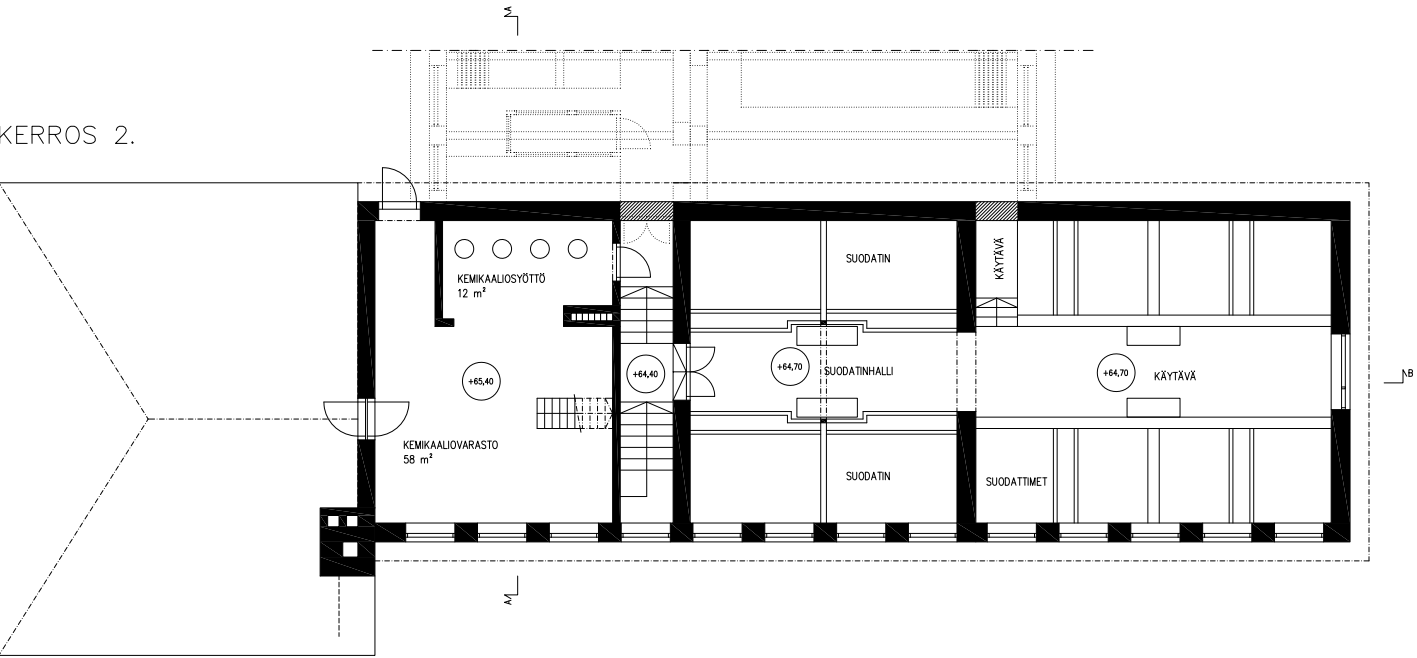 A
KERROS 2.
KEMIKAALIOSYÖTTÖ
12 m²
SUODATIN
KÄYTÄVÄ
+65,40
+64,40
+64,70
SUODATINHALLI
+64,70
KÄYTÄVÄ
B
KEMIKAALIOVARASTO
58 m²
SUODATIN
SUODATTIMET
A